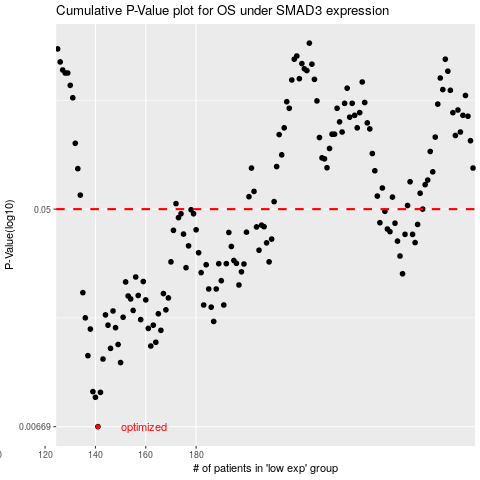 Cumulative P-Value plot for OS under SMAD3 expression
P-Value(log10)
0.05
0.00669
optimized
0 120 140 160 180
# of patients in 'low exp' group